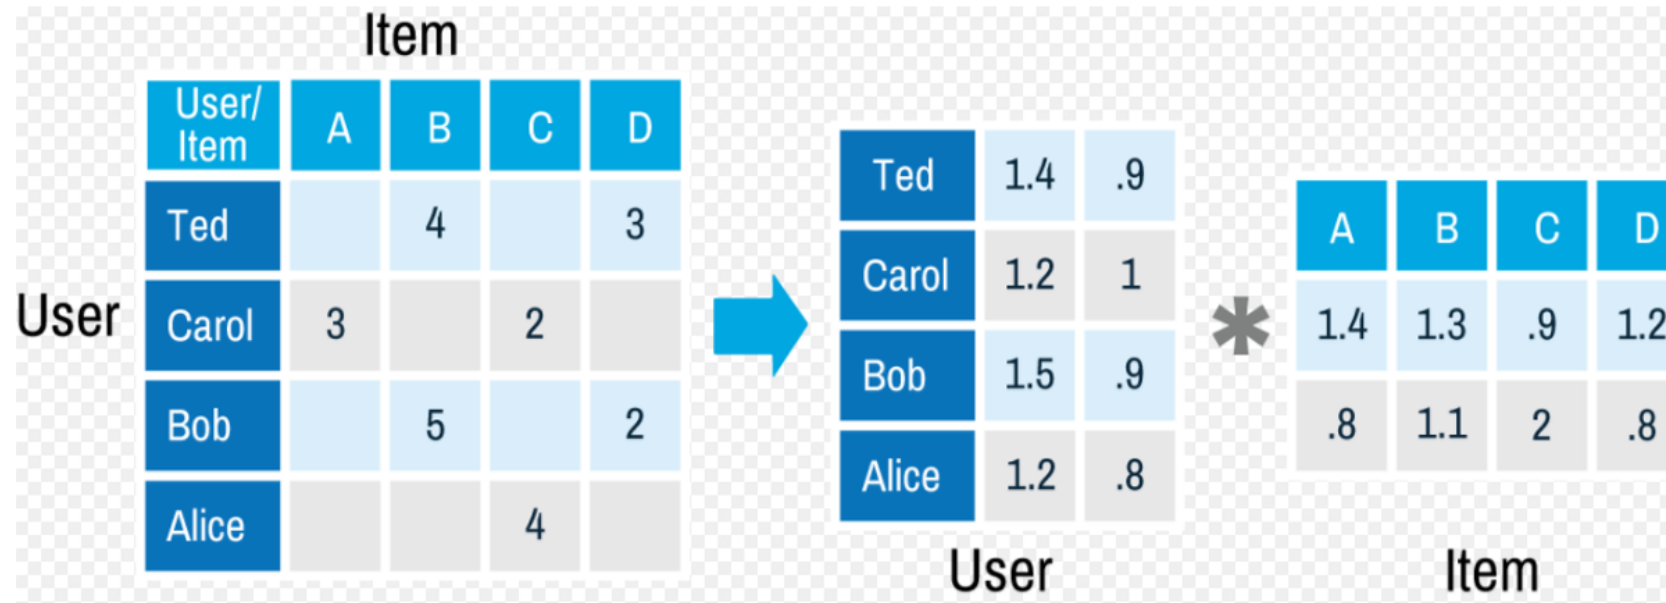 Item
User/
Item A B C D
Ted 4 3
User Carol 3 2
Bob 5 2
Alice 4
Ted 1.4 .9
Carol 1.2 1
Bob 1.5 .9
Alice 1.2 .8
User
*
A B C D
1.4 1.3 .9 1.2
.8 1.1 2 .8
Item